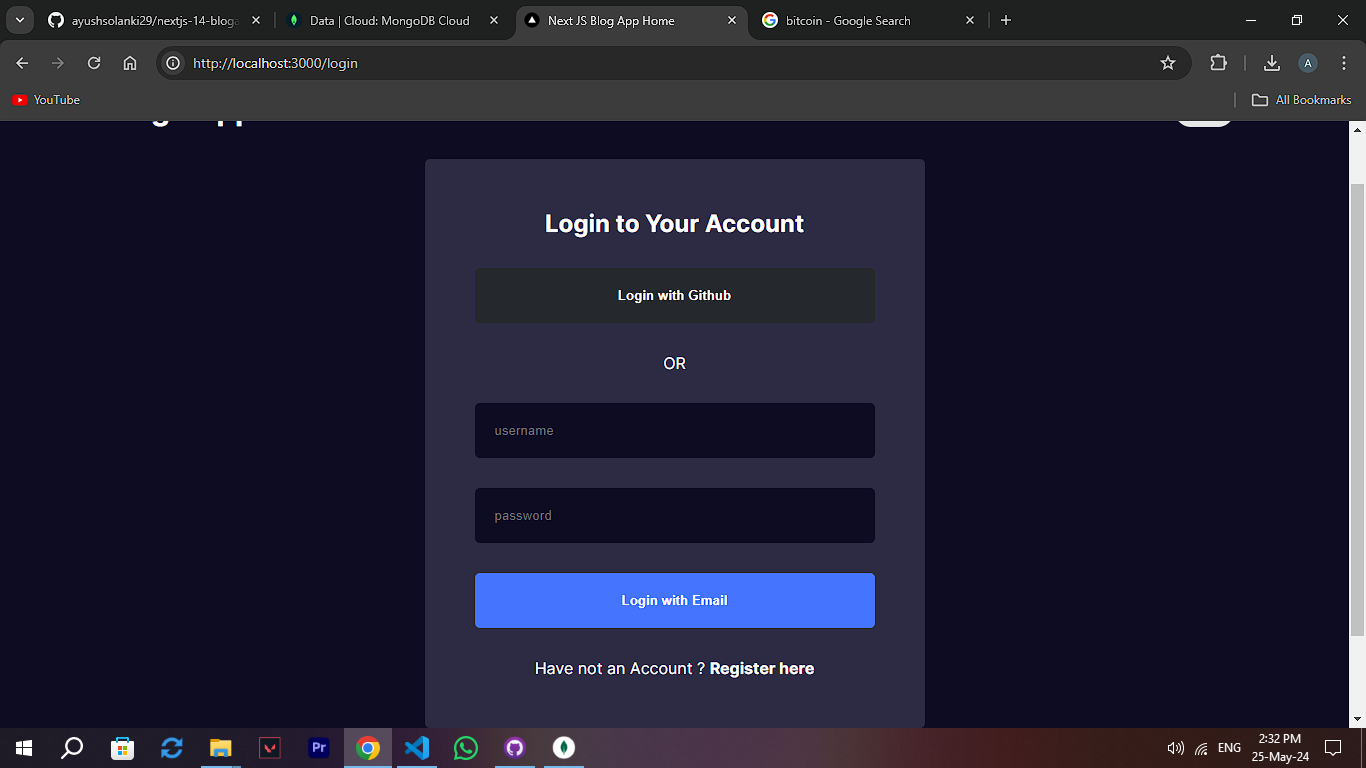 ayushsolanki29/nextjs-14-bloga
Data | Cloud: MongoDB Cloud
Next JS Blog App Home
bitcoin - Google Search
http://localhost:3000/login
A
YouTube
All Bookmarks
Login to Your Account
Login with Github
OR
username
password
Login with Email
Have not an Account ? Register here
Pr
ENG
2:32 PM
25-May-24